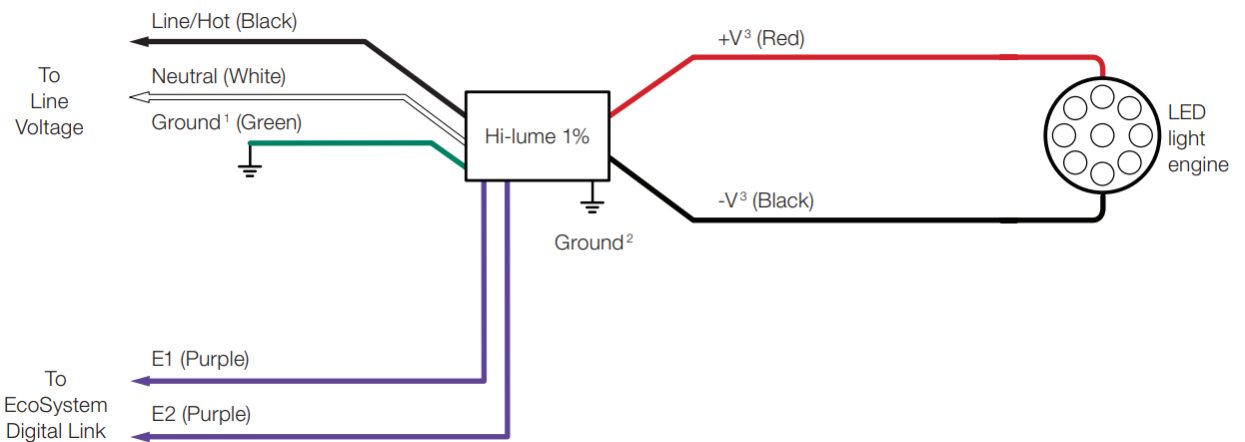 Line/Hot (Black)
To
Line
Voltage
Neutral (White)
Ground¹ (Green)
Hi-lume 1%
Ground²
+V³ (Red)
-V³ (Black)
LED
light
engine
To
EcoSystem
Digital Link
E1 (Purple)
E2 (Purple)